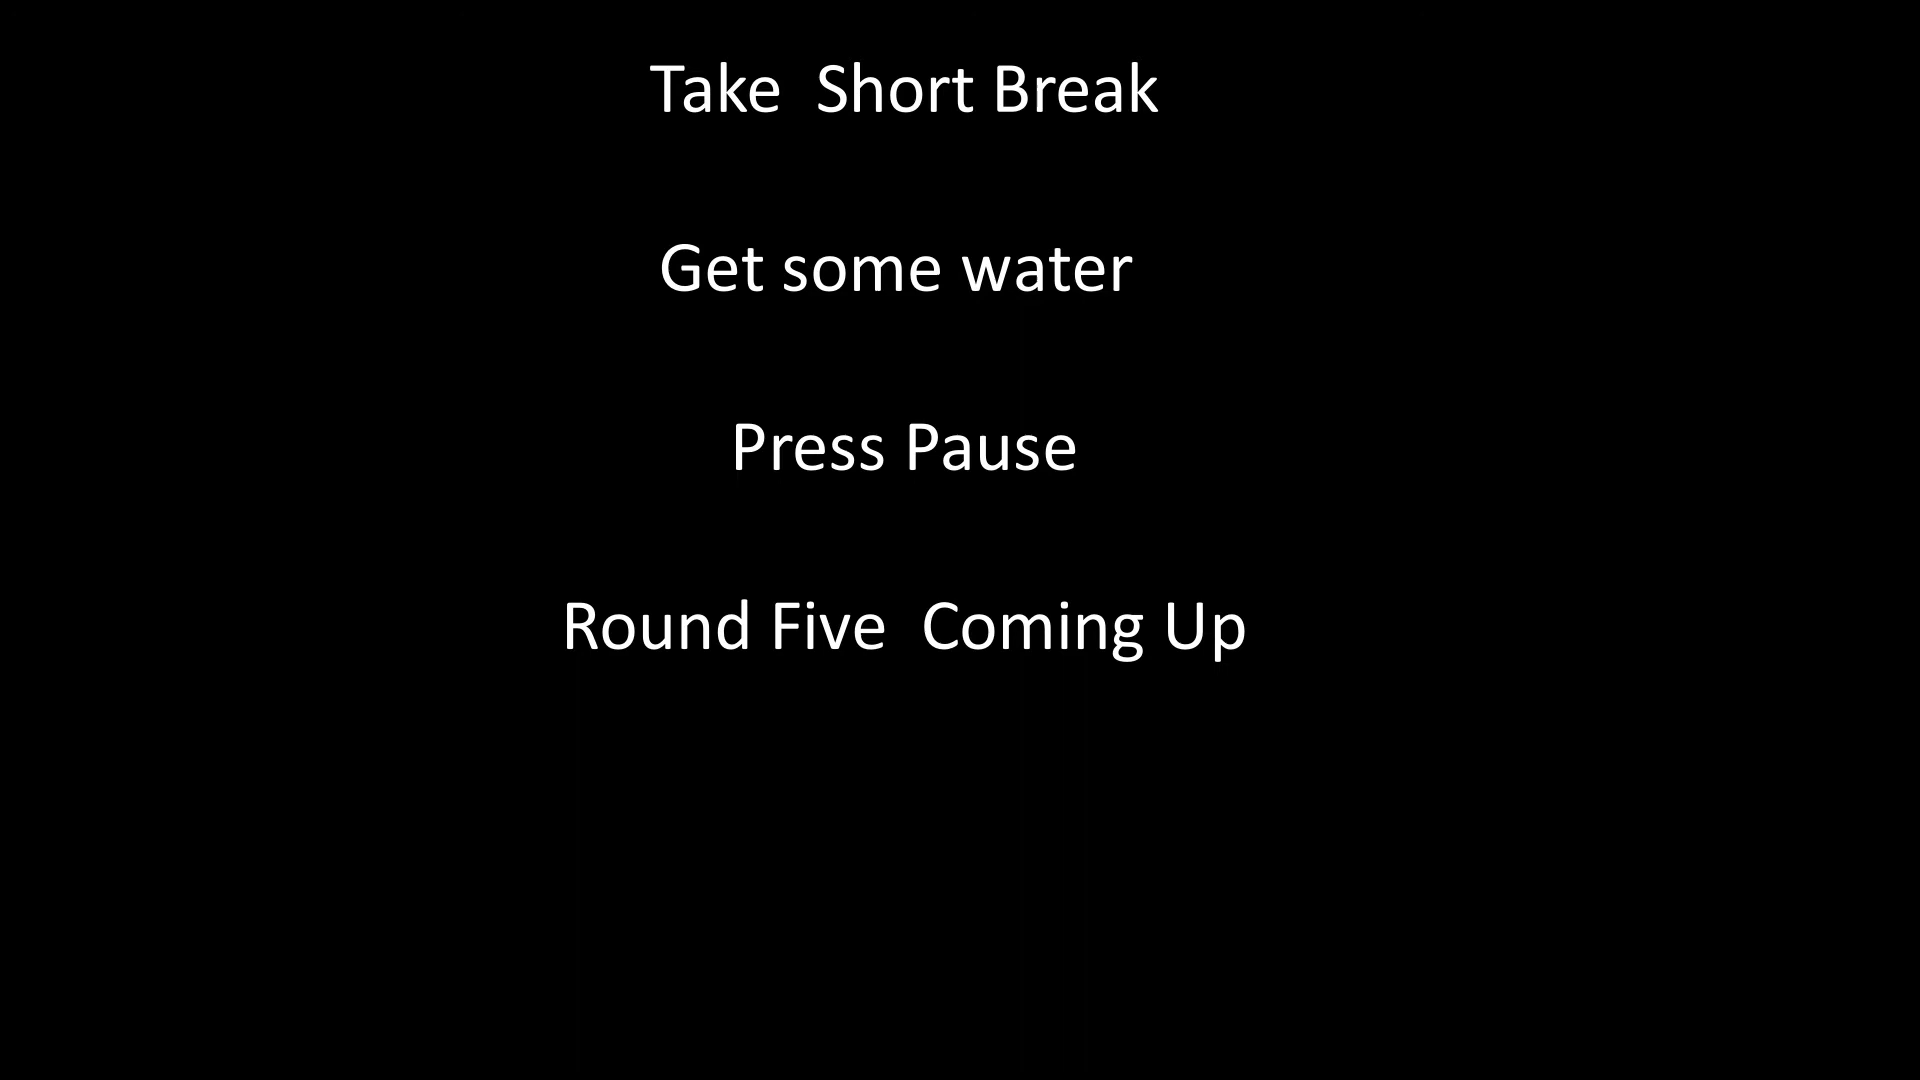 Take  Short Break
Get some water
Press Pause
Round Five  Coming Up